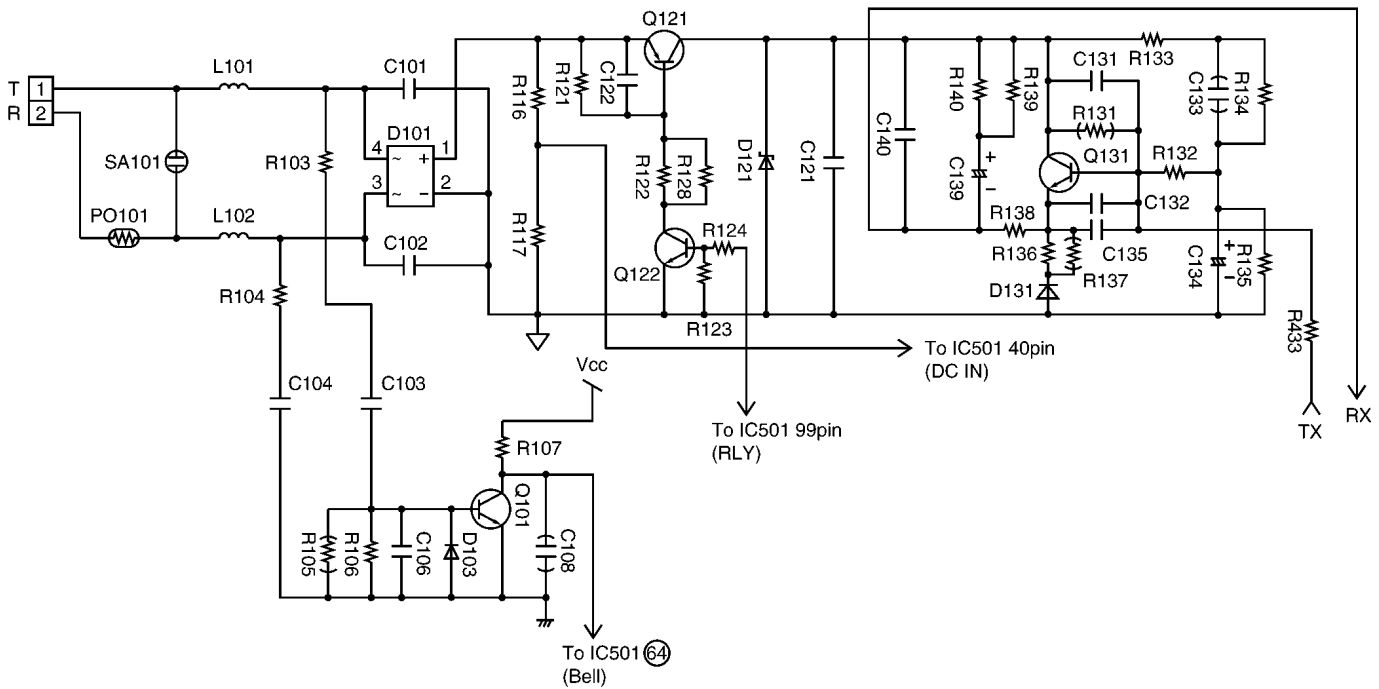 Q121
T 1
R 2
L101
C101
R116
R121
C122
R140
R139
C131
R133
C133
R134
R131
C140
D101
4 ~ + 1
3 ~ - 2
SA101
R103
R122
R128
D121
C121
C139
+
-
Q131
R132
C132
PO101
L102
C102
R117
R124
Q122
R138
R136
C135
R137
C134
+
-
R135
R104
R123
D131
R433
To IC501 40pin
(DC IN)
Vcc
C104
C103
To IC501 99pin
(RLY)
TX
RX
R107
Q101
R105
R106
C106
D103
C108
To IC501 64
(Bell)